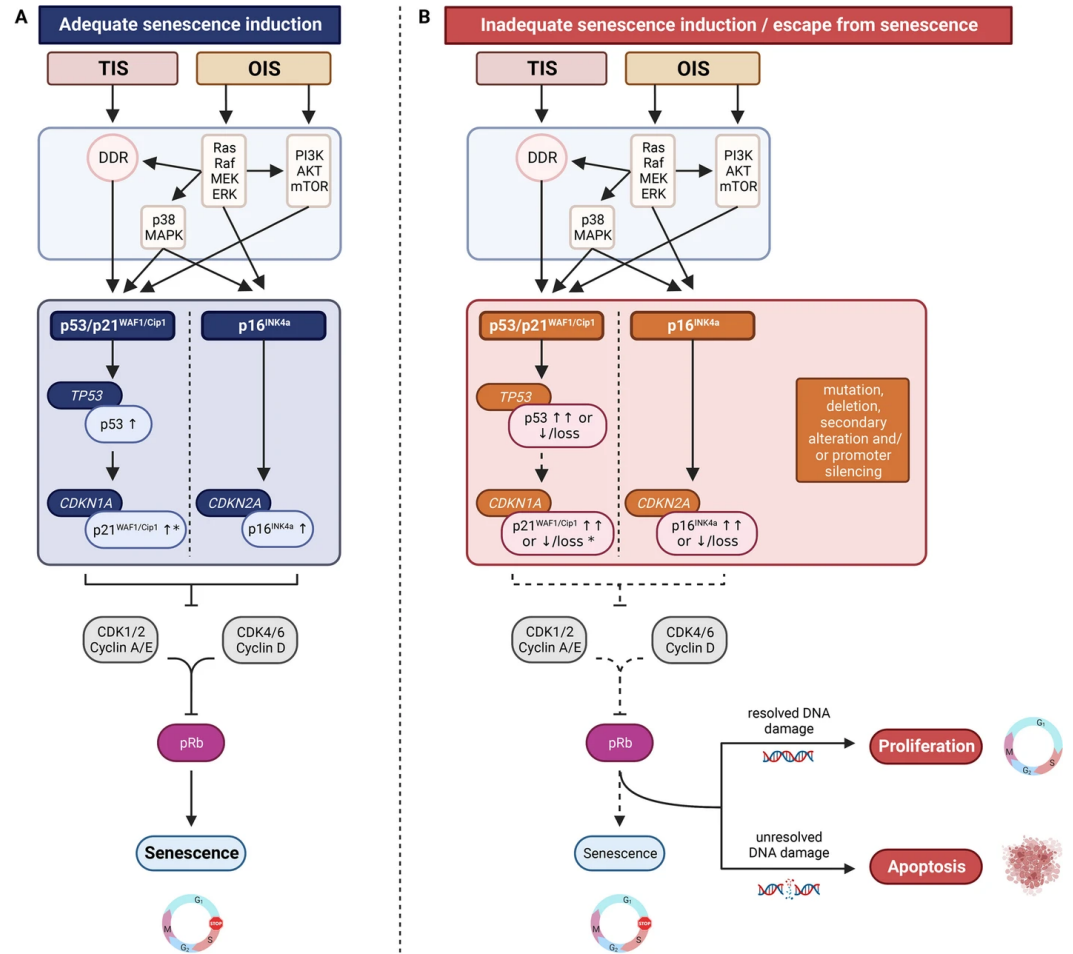 A
Adequate senescence induction
TIS
OIS
DDR
Ras
Raf
MEK
ERK
PI3K
AKT
mTOR
p38
MAPK
p53/p21WAF1/Cip1
p16INK4a
TP53
p53 ↑
CDKN1A
p21WAF1/Cip1 ↑*
CDKN2A
p16INK4a ↑
CDK1/2
Cyclin A/E
CDK4/6
Cyclin D
pRb
Senescence
G1
STOP
S
G2
M
B
Inadequate senescence induction / escape from senescence
TIS
OIS
DDR
Ras
Raf
MEK
ERK
PI3K
AKT
mTOR
p38
MAPK
p53/p21WAF1/Cip1
p16INK4a
TP53
p53 ↑↑ or
↓/loss
CDKN1A
p21WAF1/Cip1 ↑↑
or ↓/loss *
CDKN2A
p16INK4a ↑↑
or ↓/loss
mutation,
deletion,
secondary
alteration and/
or promoter
silencing
CDK1/2
Cyclin A/E
CDK4/6
Cyclin D
pRb
resolved DNA
damage
Proliferation
G1
S
G2
M
unresolved
DNA damage
Apoptosis
Senescence
G1
STOP
S
G2
M